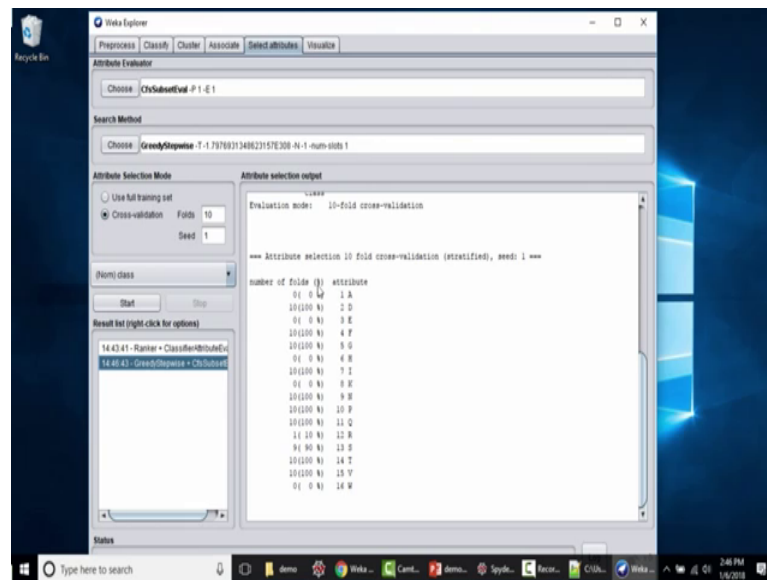 Recycle Bin
Weka Explorer
Preprocess Classify Cluster Associate Select attributes Visualize
Attribute Evaluator
Choose CfsSubsetEval -P 1 -E 1
Search Method
Choose GreedyStepwise -T -1.7976931348623157E308 -N -1 -num-slots 1
Attribute Selection Mode
Use full training set
Cross-validation Folds 10
Seed 1
(Nom) class
Start Stop
Result list (right-click for options)
14:43:41 - Ranker + ClassifierAttributeEv
14:46:43 - GreedyStepwise + CfsSubsetE
Attribute selection output
class
Evaluation mode: 10-fold cross-validation
=== Attribute selection 10 fold cross-validation (stratified), seed: 1 ===
number of folds (%) attribute
0( 0 %) 1 A
10(100 %) 2 D
0( 0 %) 3 E
10(100 %) 4 F
10(100 %) 5 G
0( 0 %) 6 H
10(100 %) 7 I
0( 0 %) 8 K
10(100 %) 9 N
10(100 %) 10 P
10(100 %) 11 Q
1( 10 %) 12 R
9( 90 %) 13 S
10(100 %) 14 T
10(100 %) 15 V
0( 0 %) 16 W
Status
Type here to search
demo
Weka ...
Camt...
demo...
Spyde...
Recor...
C:\Us...
Weka ...
2:46 PM
1/6/2018